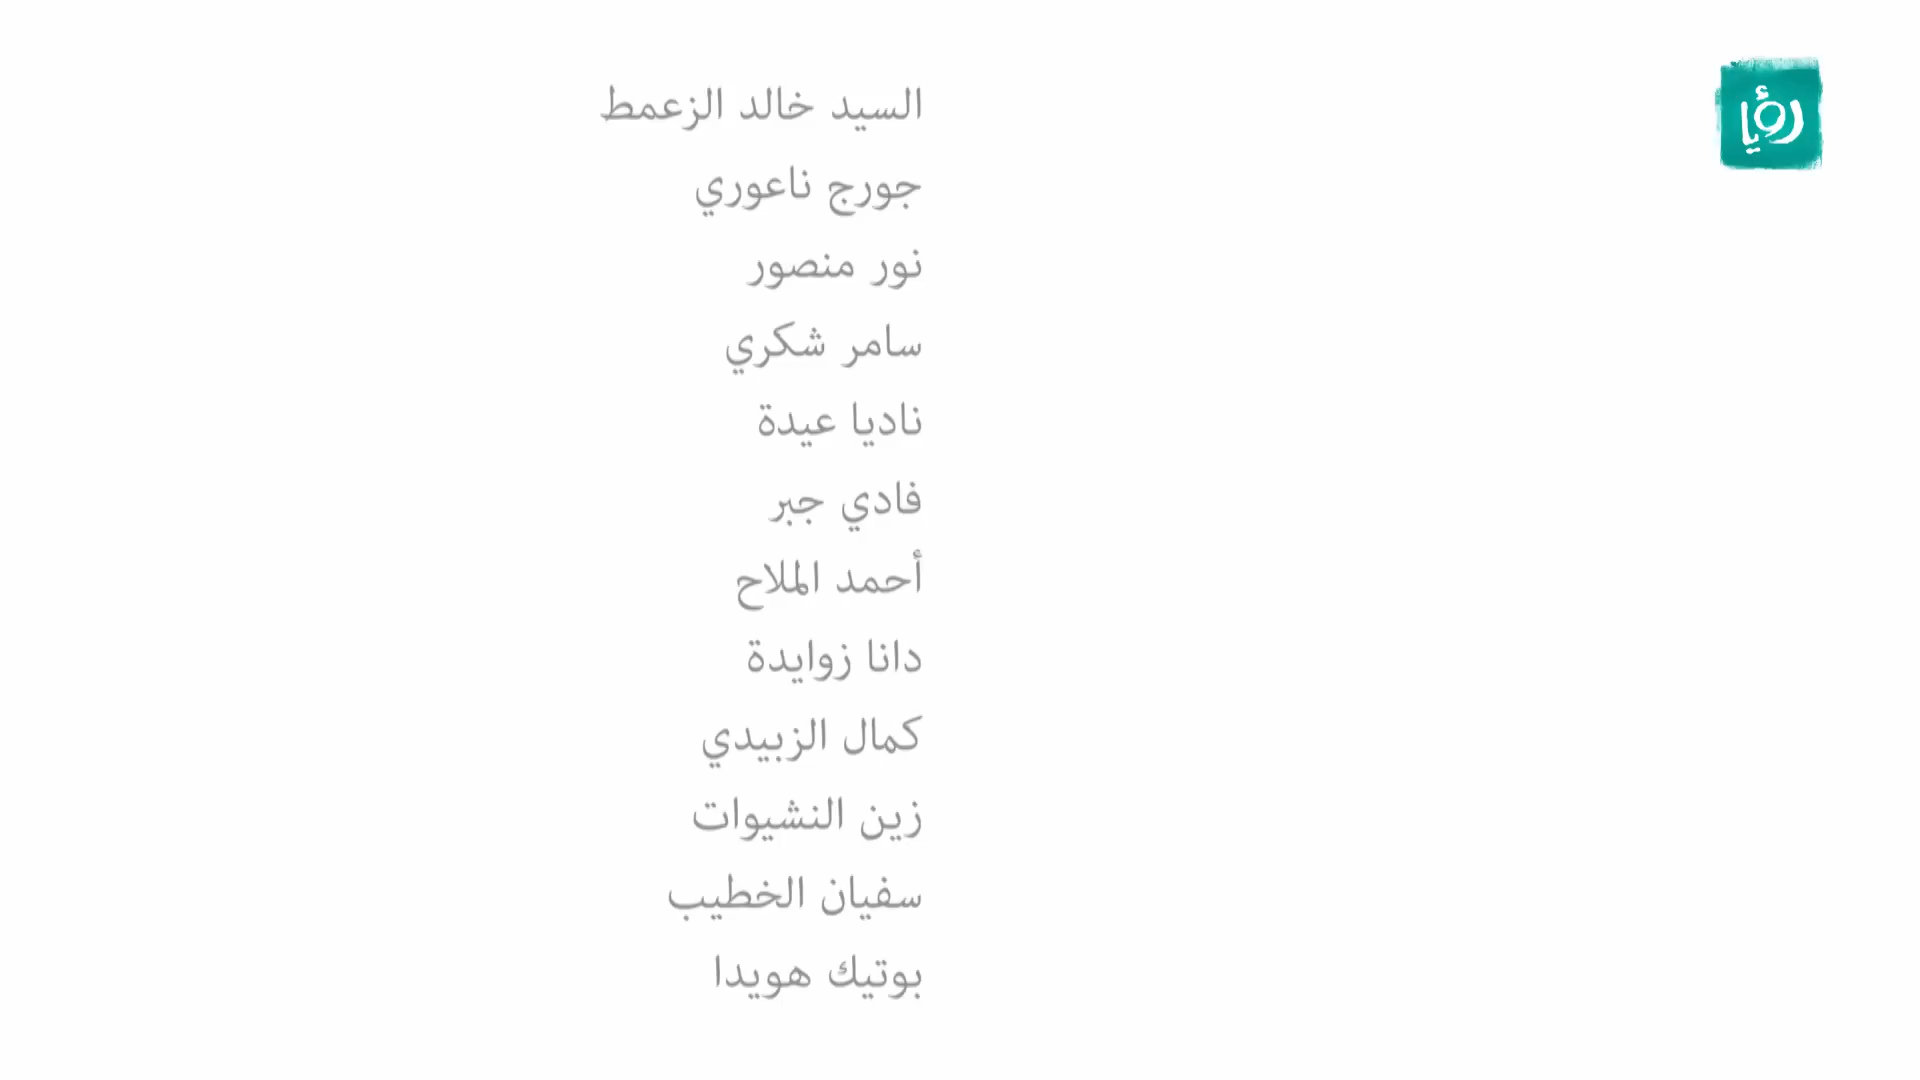 رؤيا
السيد خالد الزعمط
جورج ناعوري
نور منصور
سامر شكري
ناديا عيدة
فادي جبر
أحمد الملاح
دانا زوايدة
كمال الزبيدي
زين النشيوات
سفيان الخطيب
بوتيك هويدا